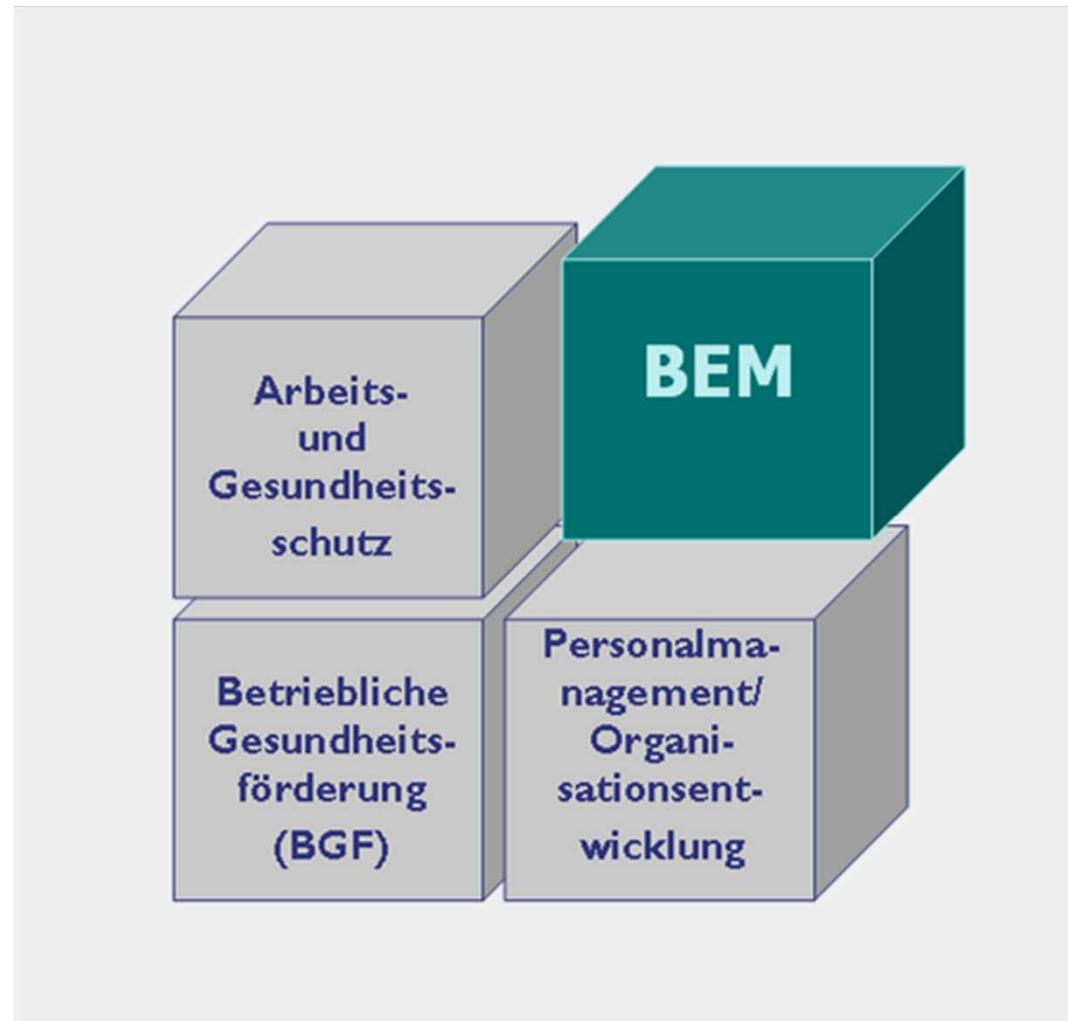 Arbeits-
und
Gesundheits-
schutz
BEM
Betriebliche
Gesundheits-
förderung
(BGF)
Personalma-
nagement/
Organi-
sationsent-
wicklung